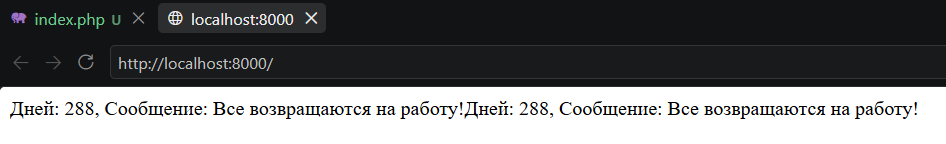 index.php U
localhost:8000
http://localhost:8000/
Дней: 288, Сообщение: Все возвращаются на работу!Дней: 288, Сообщение: Все возвращаются на работу!